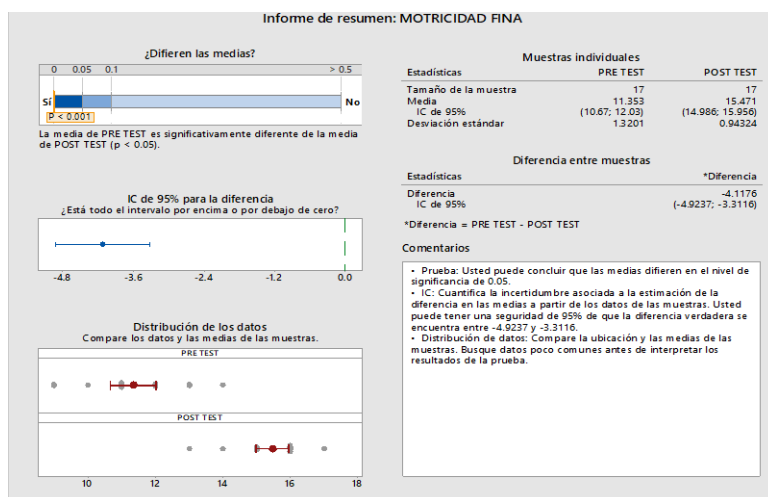 Informe de resumen: MOTRICIDAD FINA
¿Difieren las medias?
0 0.05 0.1 > 0.5
Sí No
P < 0.001
La media de PRE TEST es significativamente diferente de la media
de POST TEST (p < 0.05).
IC de 95% para la diferencia
¿Está todo el intervalo por encima o por debajo de cero?
-4.8 -3.6 -2.4 -1.2 0.0
Distribución de los datos
Compare los datos y las medias de las muestras.
PRE TEST
POST TEST
10 12 14 16 18
Muestras individuales
Estadísticas PRE TEST POST TEST
Tamaño de la muestra 17 17
Media 11.353 15.471
IC de 95% (10.67; 12.03) (14.986; 15.956)
Desviación estándar 1.3201 0.94324
Diferencia entre muestras
Estadísticas *Diferencia
Diferencia -4.1176
IC de 95% (-4.9237; -3.3116)
*Diferencia = PRE TEST - POST TEST
Comentarios
• Prueba: Usted puede concluir que las medias difieren en el nivel de
significancia de 0.05.
• IC: Cuantifica la incertidumbre asociada a la estimación de la
diferencia en las medias a partir de los datos de las muestras. Usted
puede tener una seguridad de 95% de que la diferencia verdadera se
encuentra entre -4.9237 y -3.3116.
• Distribución de datos: Compare la ubicación y las medias de las
muestras. Busque datos poco comunes antes de interpretar los
resultados de la prueba.